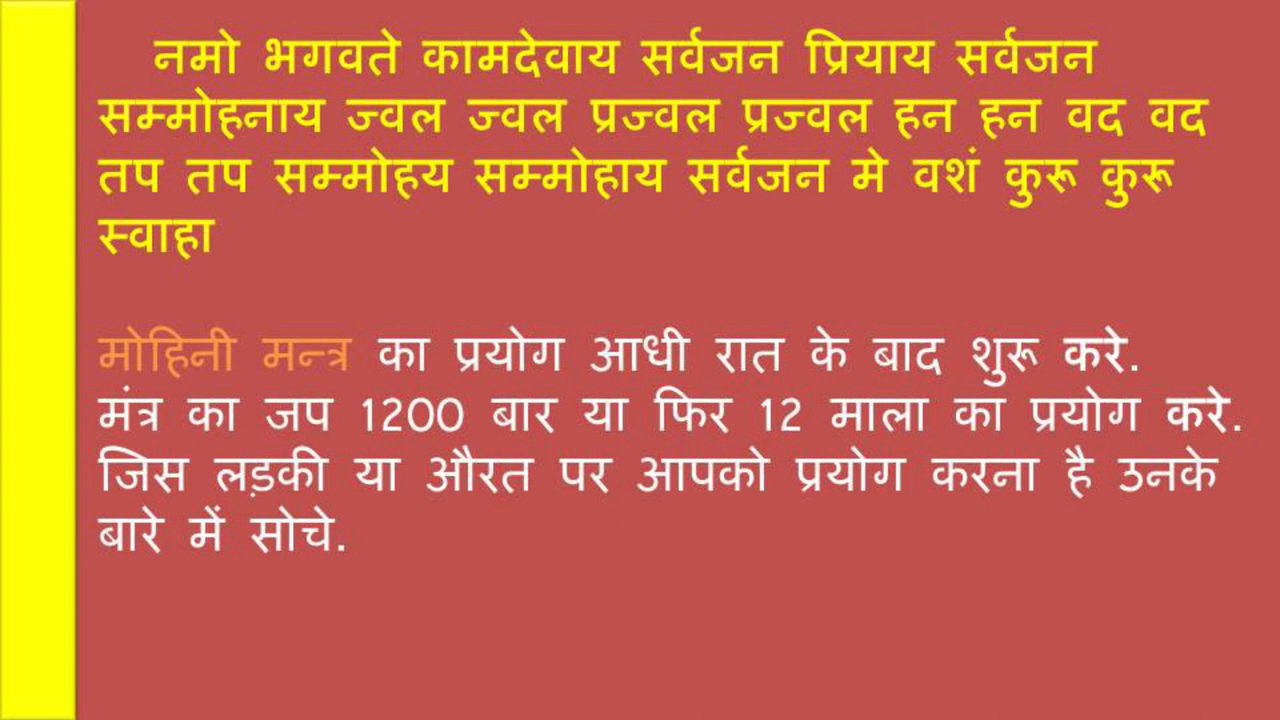 नमो भगवते कामदेवाय सर्वजन प्रियाय सर्वजन
सम्मोहनाय ज्वल ज्वल प्रज्वल प्रज्वल हन हन वद वद
तप तप सम्मोहय सम्मोहाय सर्वजन मे वशं कुरू कुरू
स्वाहा
मोहिनी मन्त्र का प्रयोग आधी रात के बाद शुरू करे.
मंत्र का जप 1200 बार या फिर 12 माला का प्रयोग करे.
जिस लड़की या औरत पर आपको प्रयोग करना है उनके
बारे में सोचे.